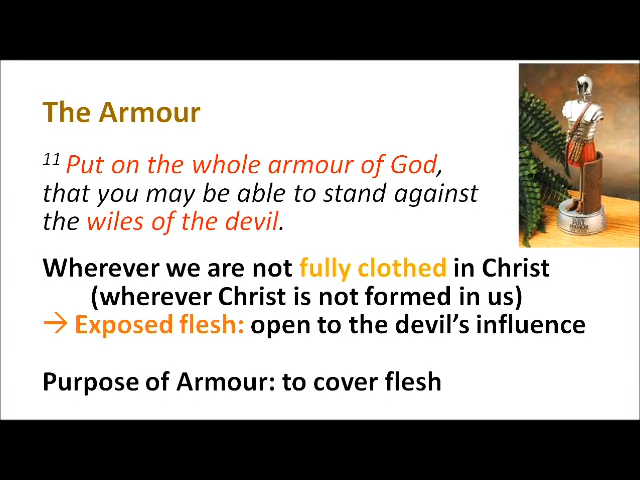 The Armour
11 Put on the whole armour of God,
that you may be able to stand against
the wiles of the devil.
Wherever we are not fully clothed in Christ
(wherever Christ is not formed in us)
→ Exposed flesh: open to the devil's influence
Purpose of Armour: to cover flesh